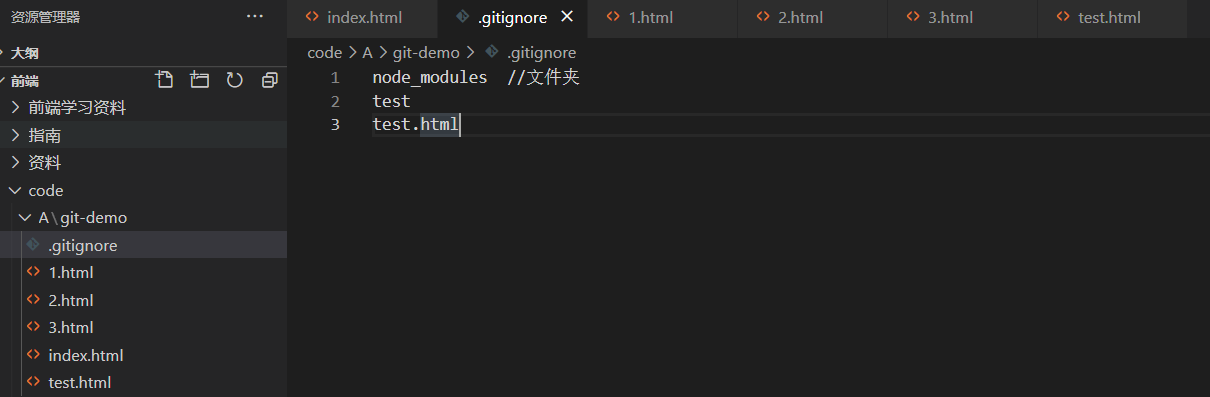 资源管理器 ···
大纲
前端
前端学习资料
指南
资料
code
A\git-demo
.gitignore
1.html
2.html
3.html
index.html
test.html
index.html .gitignore 1.html 2.html 3.html test.html
code > A > git-demo > .gitignore
1 node_modules  //文件夹
2 test
3 test.html